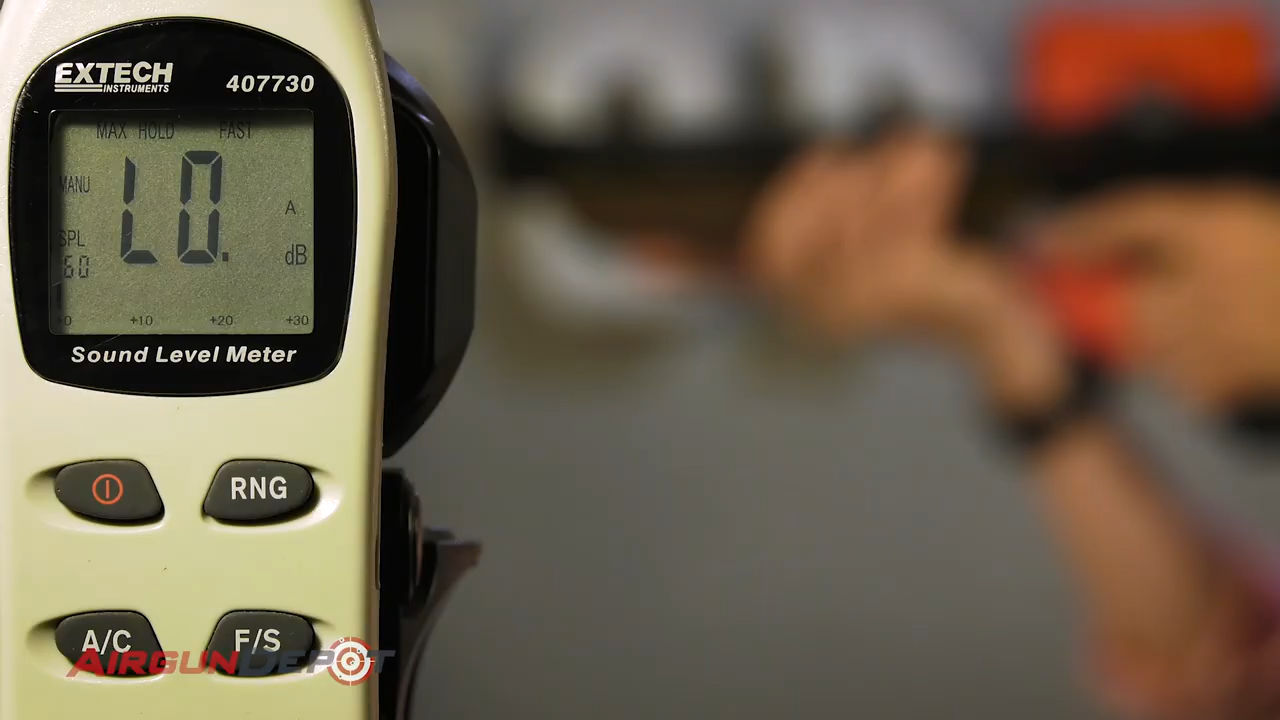 EXTECH
INSTRUMENTS
407730
MAX HOLD FAST
MANU
LO.
A
SPL
dB
60
+0 +10 +20 +30
Sound Level Meter
RNG
A/C F/S
AIRGUNDEPOT